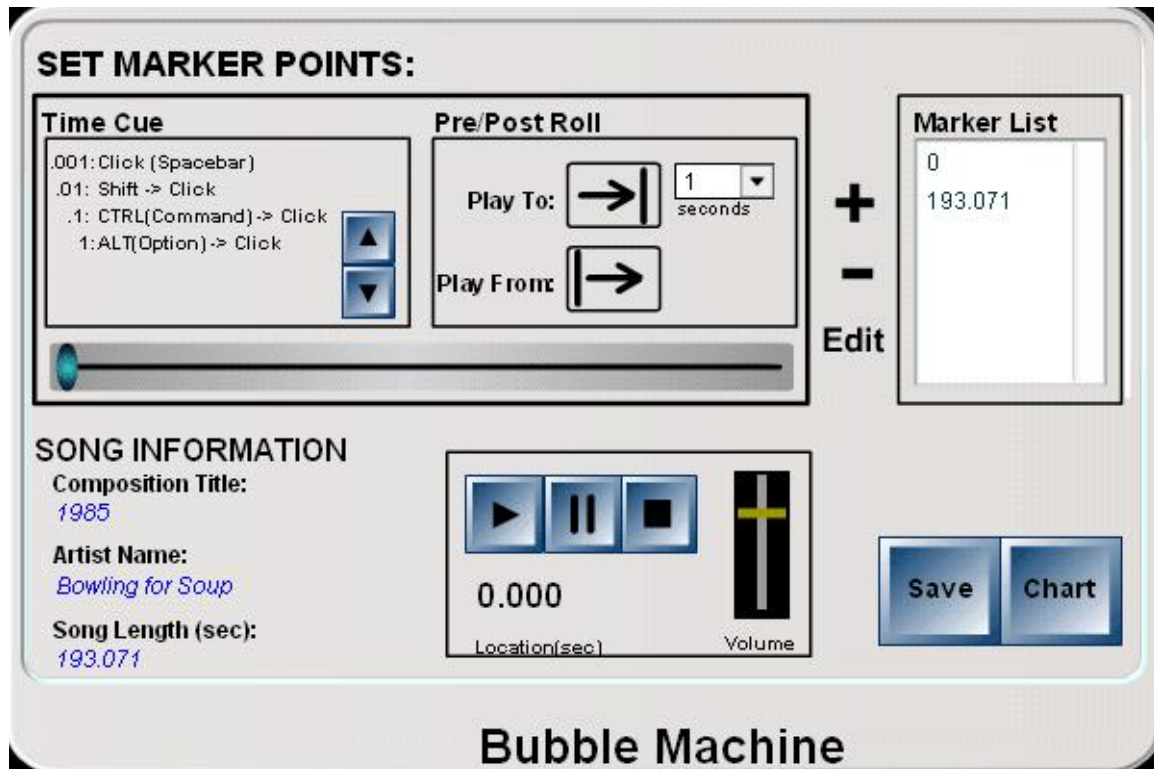 SET MARKER POINTS:
Time Cue
.001: Click (Spacebar)
.01: Shift -> Click
.1: CTRL(Command)-> Click
1:ALT(Option)-> Click
Pre/Post Roll
Play To:
1
seconds
Play From:
+
-
Edit
Marker List
0
193.071
SONG INFORMATION
Composition Title:
1985
Artist Name:
Bowling for Soup
Song Length (sec):
193.071
0.000
Location(sec)
Volume
Save
Chart
Bubble Machine